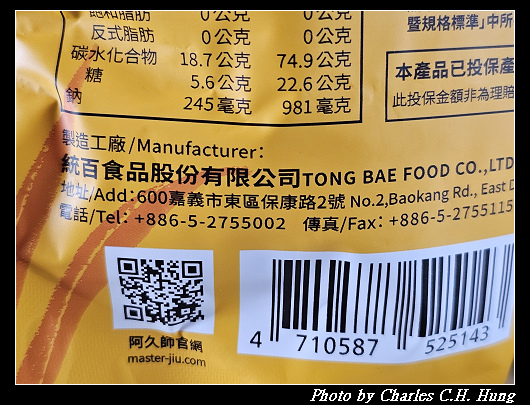 飽和脂肪 0公克 0公克
反式脂肪 0公克 0公克
碳水化合物 18.7公克 74.9公克
糖 5.6公克 22.6公克
鈉 245毫克 981毫克
暨規格標準」中所
本產品已投保產
此投保金額非為理賠
製造工廠/Manufacturer:
統百食品股份有限公司TONG BAE FOOD CO.,LTD
地址/Add:600嘉義市東區保康路2號 No.2,Baokang Rd., East D
電話/Tel: +886-5-2755002 傳真/Fax: +886-5-2755115
阿久師官網
master-jiu.com
4 710587 525143
Photo by Charles C.H. Hung